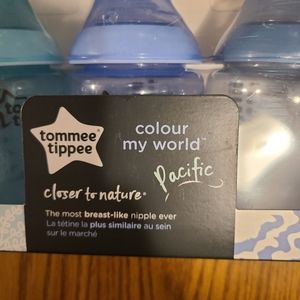 tommee
tippee
colour
my world™
Pacific
closer to nature®
The most breast-like nipple ever
La tétine la plus similaire au sein
sur le marché